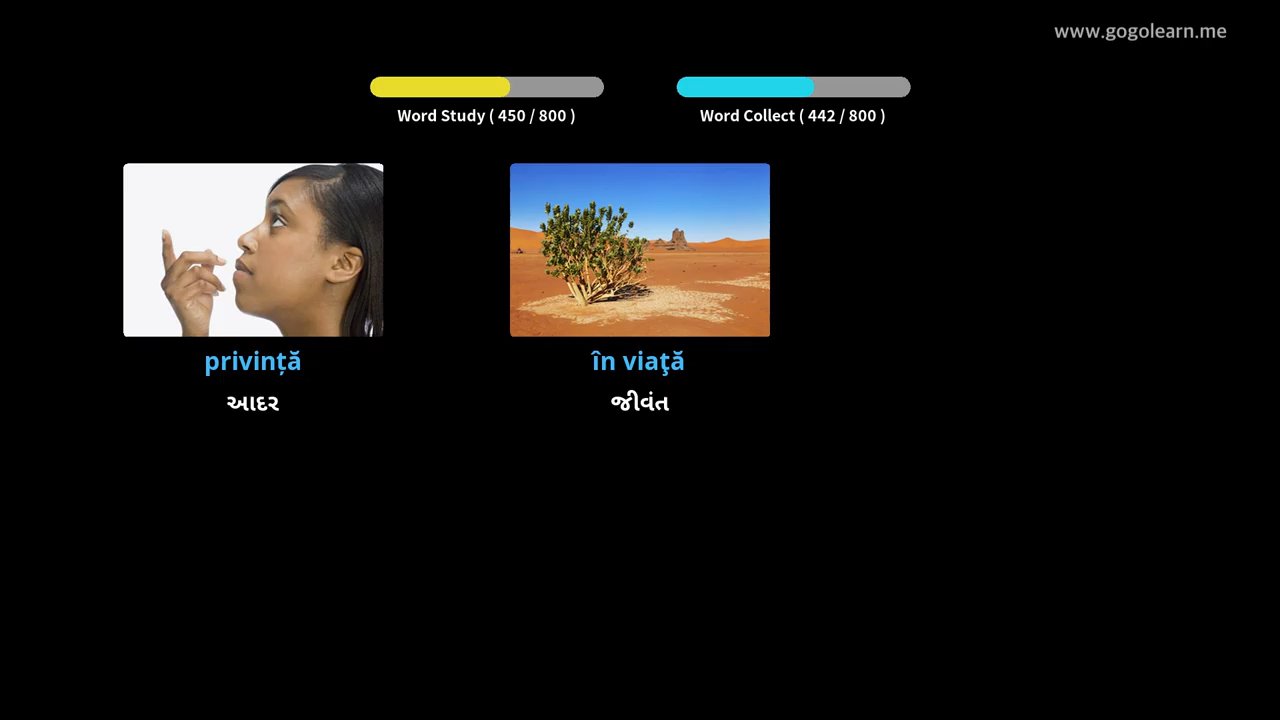 www.gogolearn.me
Word Study ( 450 / 800 )
Word Collect ( 442 / 800 )
privință
în viaţă
આદર
જીવંત